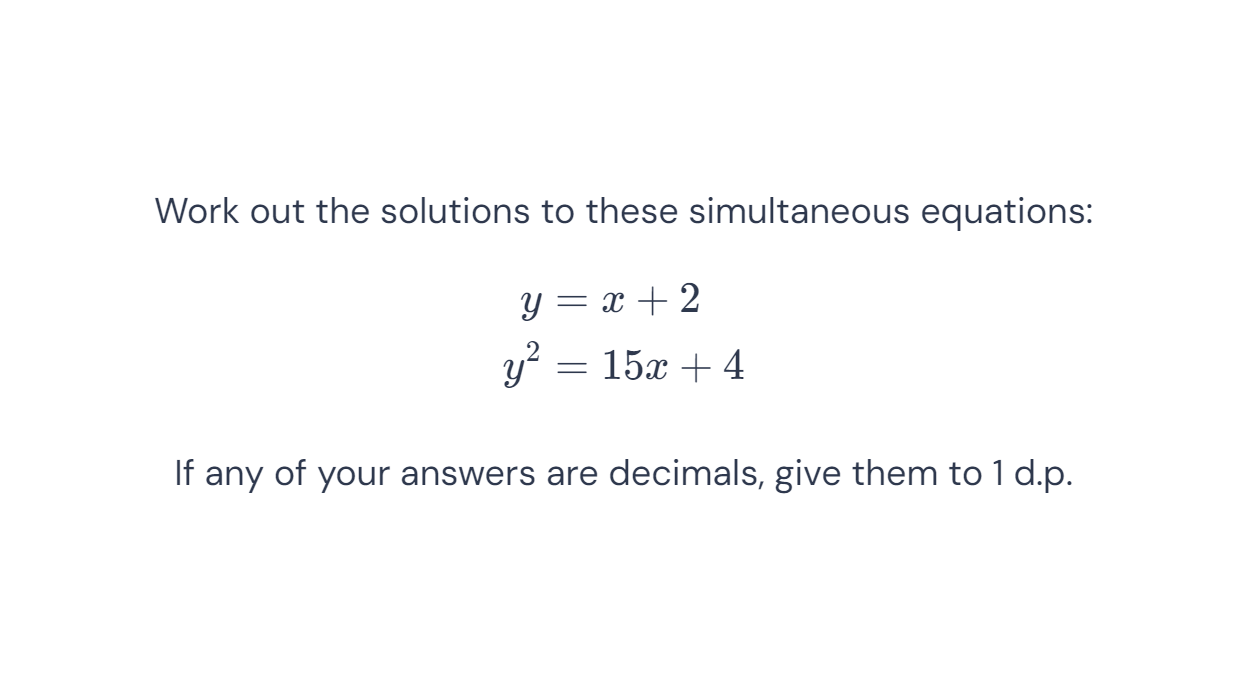 Work out the solutions to these simultaneous equations:
y = x + 2
y² = 15x + 4
If any of your answers are decimals, give them to 1 d.p.